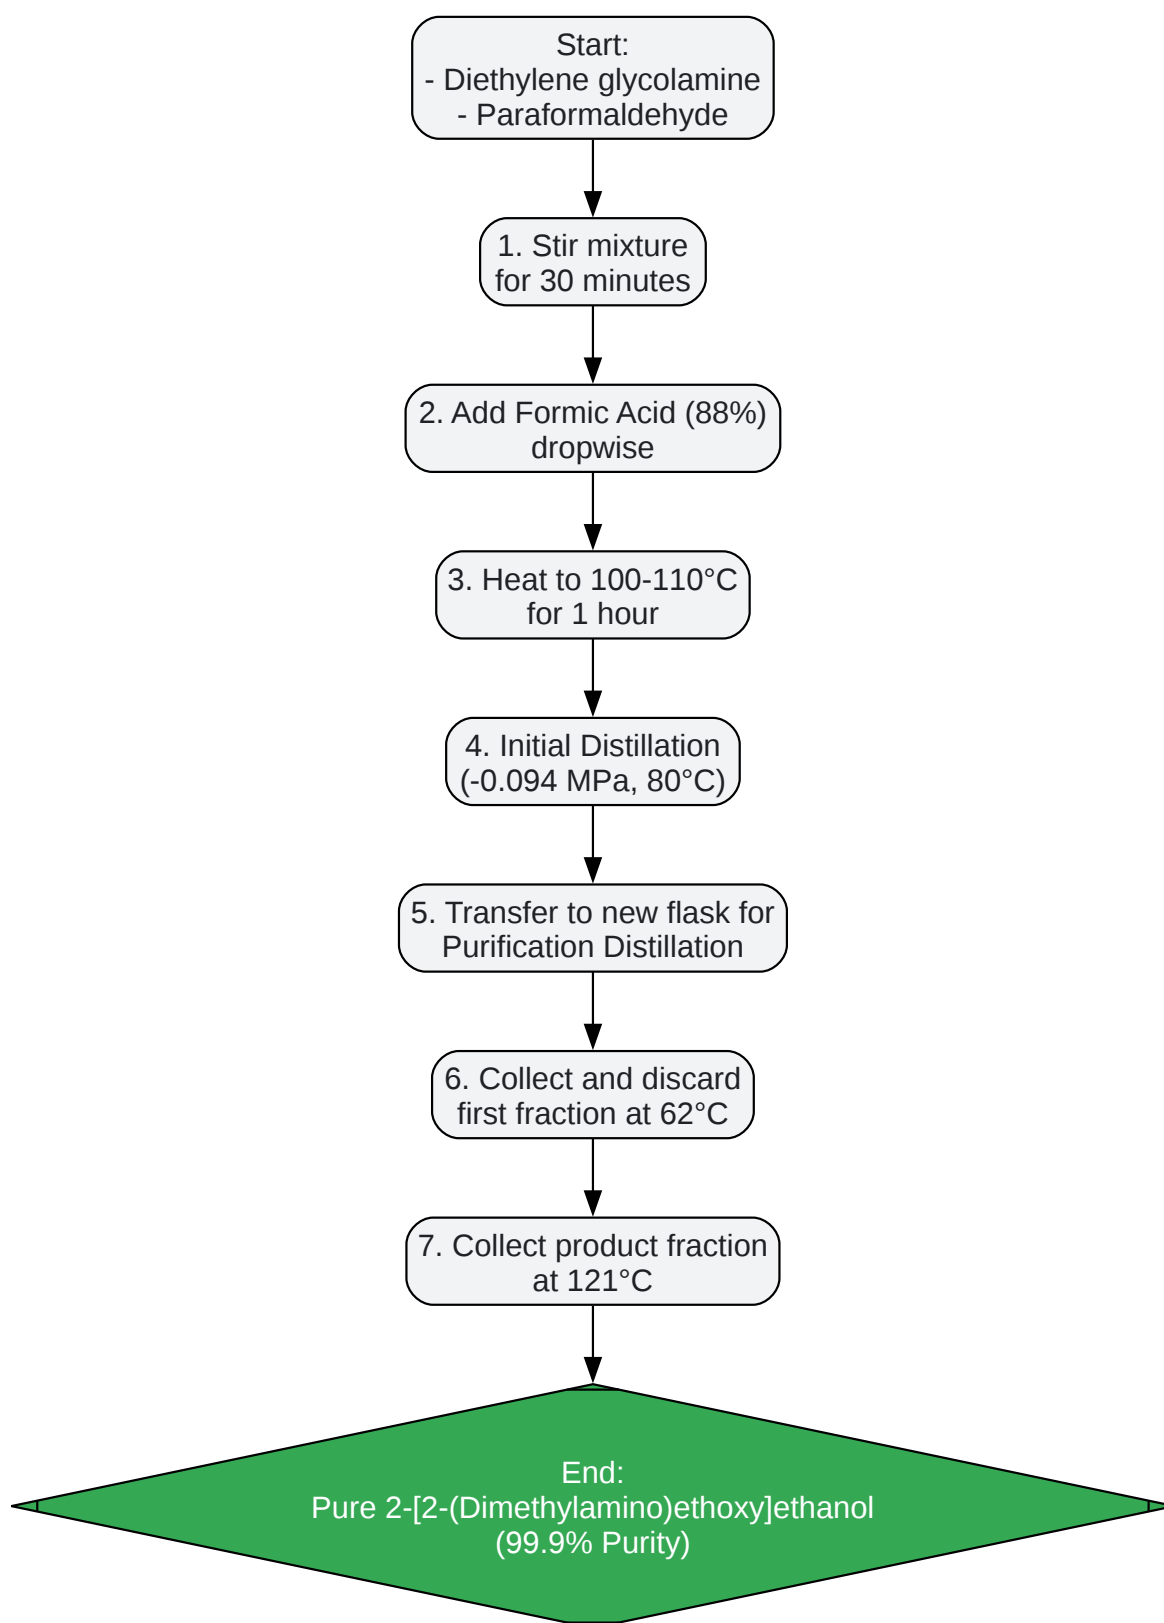 Start:
- Diethylene glycolamine
- Paraformaldehyde
1. Stir mixture
for 30 minutes
2. Add Formic Acid (88%)
dropwise
3. Heat to 100-110°C
for 1 hour
4. Initial Distillation
(-0.094 MPa, 80°C)
5. Transfer to new flask for
Purification Distillation
6. Collect and discard
first fraction at 62°C
7. Collect product fraction
at 121°C
End:
Pure 2-[2-(Dimethylamino)ethoxy]ethanol
(99.9% Purity)